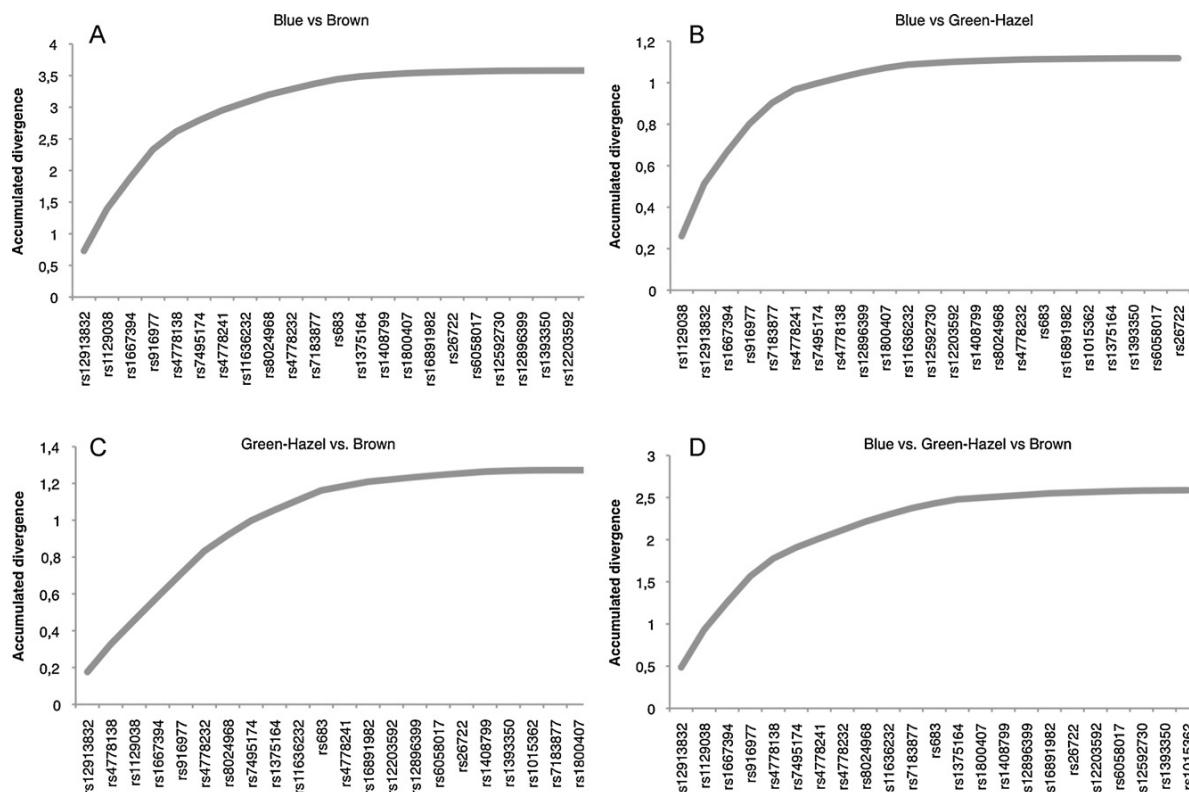 A
Blue vs Brown
Accumulated divergence
4
3,5
3
2,5
2
1,5
1
0,5
0
rs12913832
rs1129038
rs1667394
rs916977
rs4778138
rs7495174
rs4778241
rs11636232
rs8024968
rs4778232
rs7183877
rs683
rs1375164
rs1408799
rs1800407
rs16891982
rs26722
rs6058017
rs12592730
rs12896399
rs1393350
rs12203592
B
Blue vs Green-Hazel
Accumulated divergence
1,2
1
0,8
0,6
0,4
0,2
0
rs1129038
rs12913832
rs1667394
rs916977
rs7183877
rs4778241
rs7495174
rs4778138
rs12896399
rs1800407
rs11636232
rs12592730
rs12203592
rs1408799
rs8024968
rs4778232
rs683
rs16891982
rs1015362
rs1375164
rs1393350
rs6058017
rs26722
C
Green-Hazel vs. Brown
Accumulated divergence
1,4
1,2
1
0,8
0,6
0,4
0,2
0
rs12913832
rs4778138
rs1129038
rs1667394
rs916977
rs4778232
rs8024968
rs7495174
rs1375164
rs11636232
rs683
rs4778241
rs16891982
rs12203592
rs12896399
rs6058017
rs26722
rs1408799
rs1393350
rs1015362
rs7183877
rs1800407
D
Blue vs. Green-Hazel vs Brown
Accumulated divergence
3
2,5
2
1,5
1
0,5
0
s12913832
rs1129038
rs1667394
rs916977
rs4778138
rs7495174
rs4778241
rs4778232
rs8024968
s11636232
rs7183877
rs683
rs1375164
rs1800407
rs1408799
s12896399
s16891982
rs26722
s12203592
rs6058017
s12592730
rs1393350
rs1015362